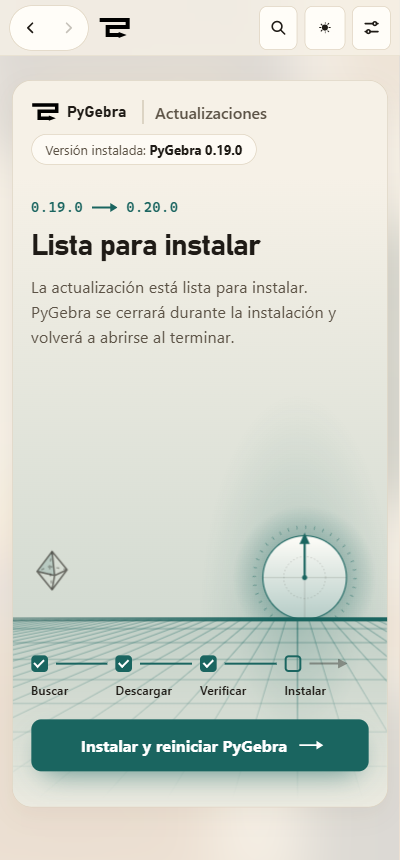 PyGebra
Actualizaciones
Versión instalada: PyGebra 0.19.0
0.19.0 → 0.20.0
Lista para instalar
La actualización está lista para instalar.
PyGebra se cerrará durante la instalación y
volverá a abrirse al terminar.
Buscar
Descargar
Verificar
Instalar
Instalar y reiniciar PyGebra →